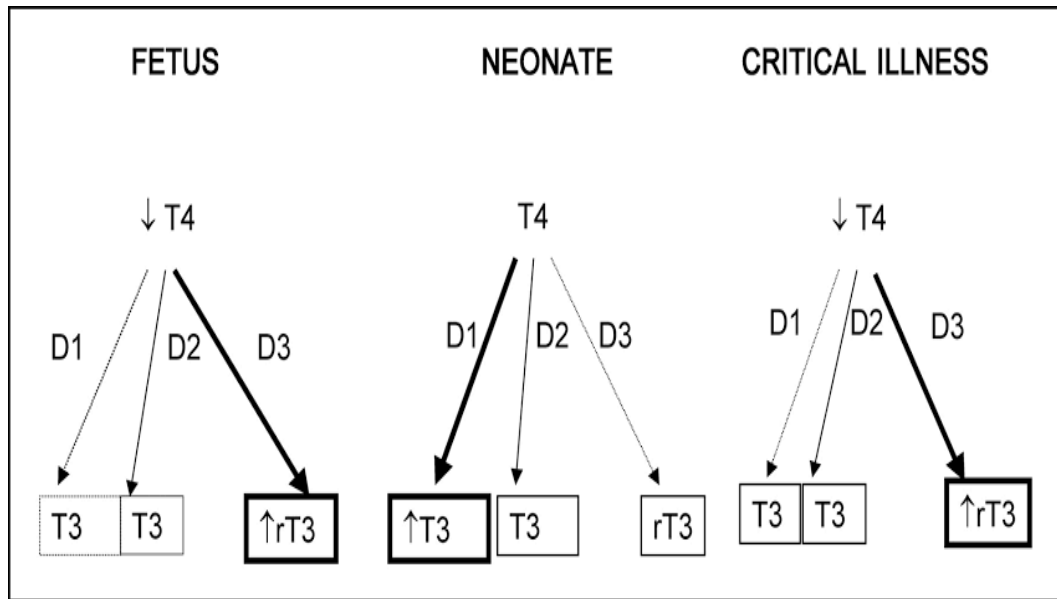 FETUS NEONATE CRITICAL ILLNESS
↓ T4 T4 ↓ T4
D1 D2 D3 D1 D2 D3 D1 D2 D3
T3 T3 ↑rT3 ↑T3 T3 rT3 T3 T3 ↑rT3